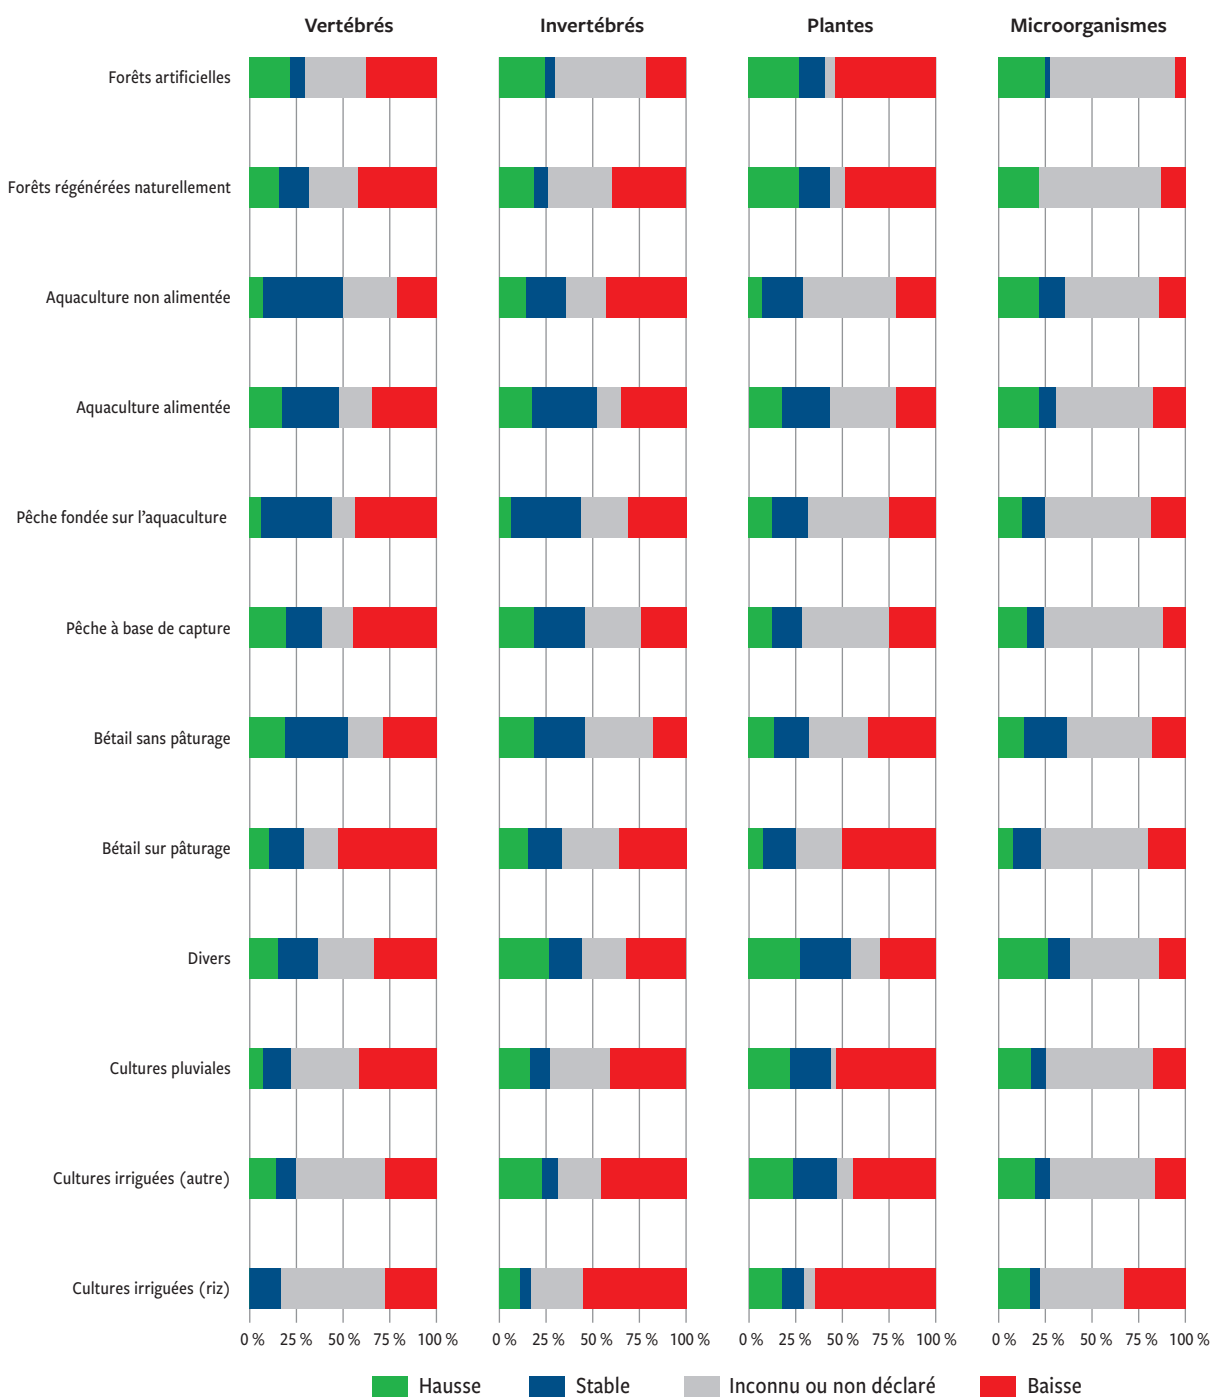 Vertébrés Invertébrés Plantes Microorganismes
Forêts artificielles
Forêts régénérées naturellement
Aquaculture non alimentée
Aquaculture alimentée
Pêche fondée sur l'aquaculture
Pêche à base de capture
Bétail sans pâturage
Bétail sur pâturage
Divers
Cultures pluviales
Cultures irriguées (autre)
Cultures irriguées (riz)
0 % 25 % 50 % 75 % 100 % 0 % 25 % 50 % 75 % 100 % 0 % 25 % 50 % 75 % 100 % 0 % 25 % 50 % 75 % 100 %
Hausse Stable Inconnu ou non déclaré Baisse